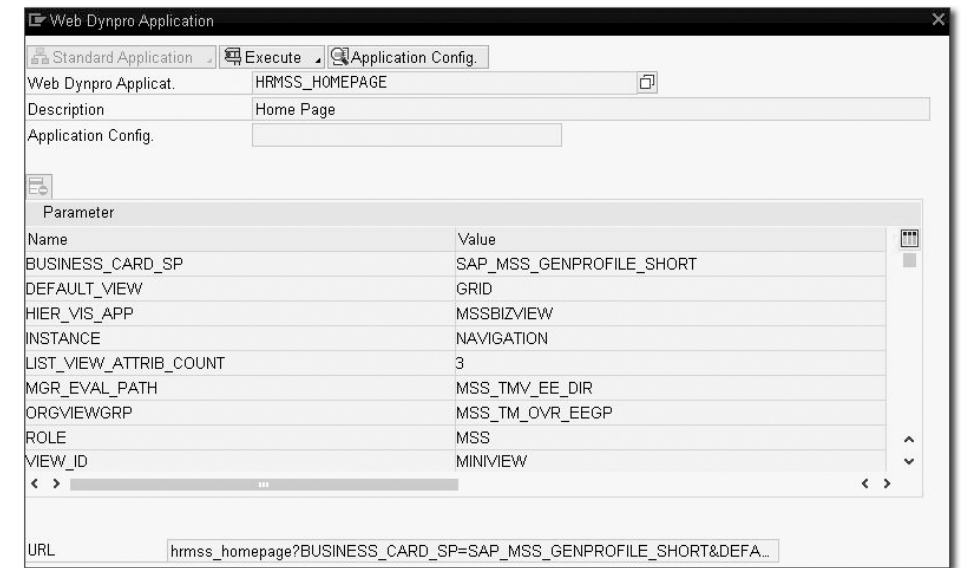 Web Dynpro Application
Standard Application Execute Application Config.
Web Dynpro Applicat. HRMSS_HOMEPAGE
Description Home Page
Application Config.
Parameter
Name Value
BUSINESS_CARD_SP SAP_MSS_GENPROFILE_SHORT
DEFAULT_VIEW GRID
HIER_VIS_APP MSSBIZVIEW
INSTANCE NAVIGATION
LIST_VIEW_ATTRIB_COUNT 3
MGR_EVAL_PATH MSS_TMV_EE_DIR
ORGVIEWGRP MSS_TM_OVR_EEGP
ROLE MSS
VIEW_ID MINIVIEW
URL hrmss_homepage?BUSINESS_CARD_SP=SAP_MSS_GENPROFILE_SHORT&DEFA...